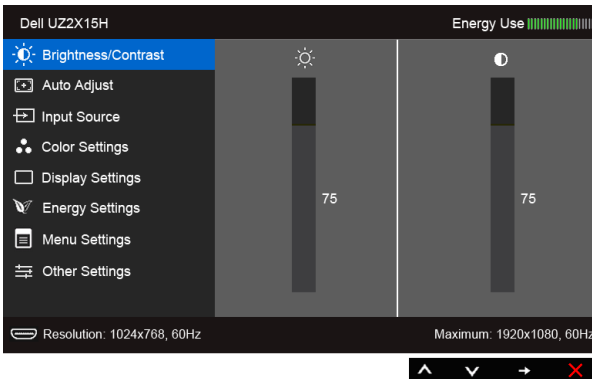 Dell UZ2X15H
Energy Use
Brightness/Contrast
Auto Adjust
Input Source
Color Settings
Display Settings
Energy Settings
Menu Settings
Other Settings
75
75
Resolution: 1024x768, 60Hz
Maximum: 1920x1080, 60Hz